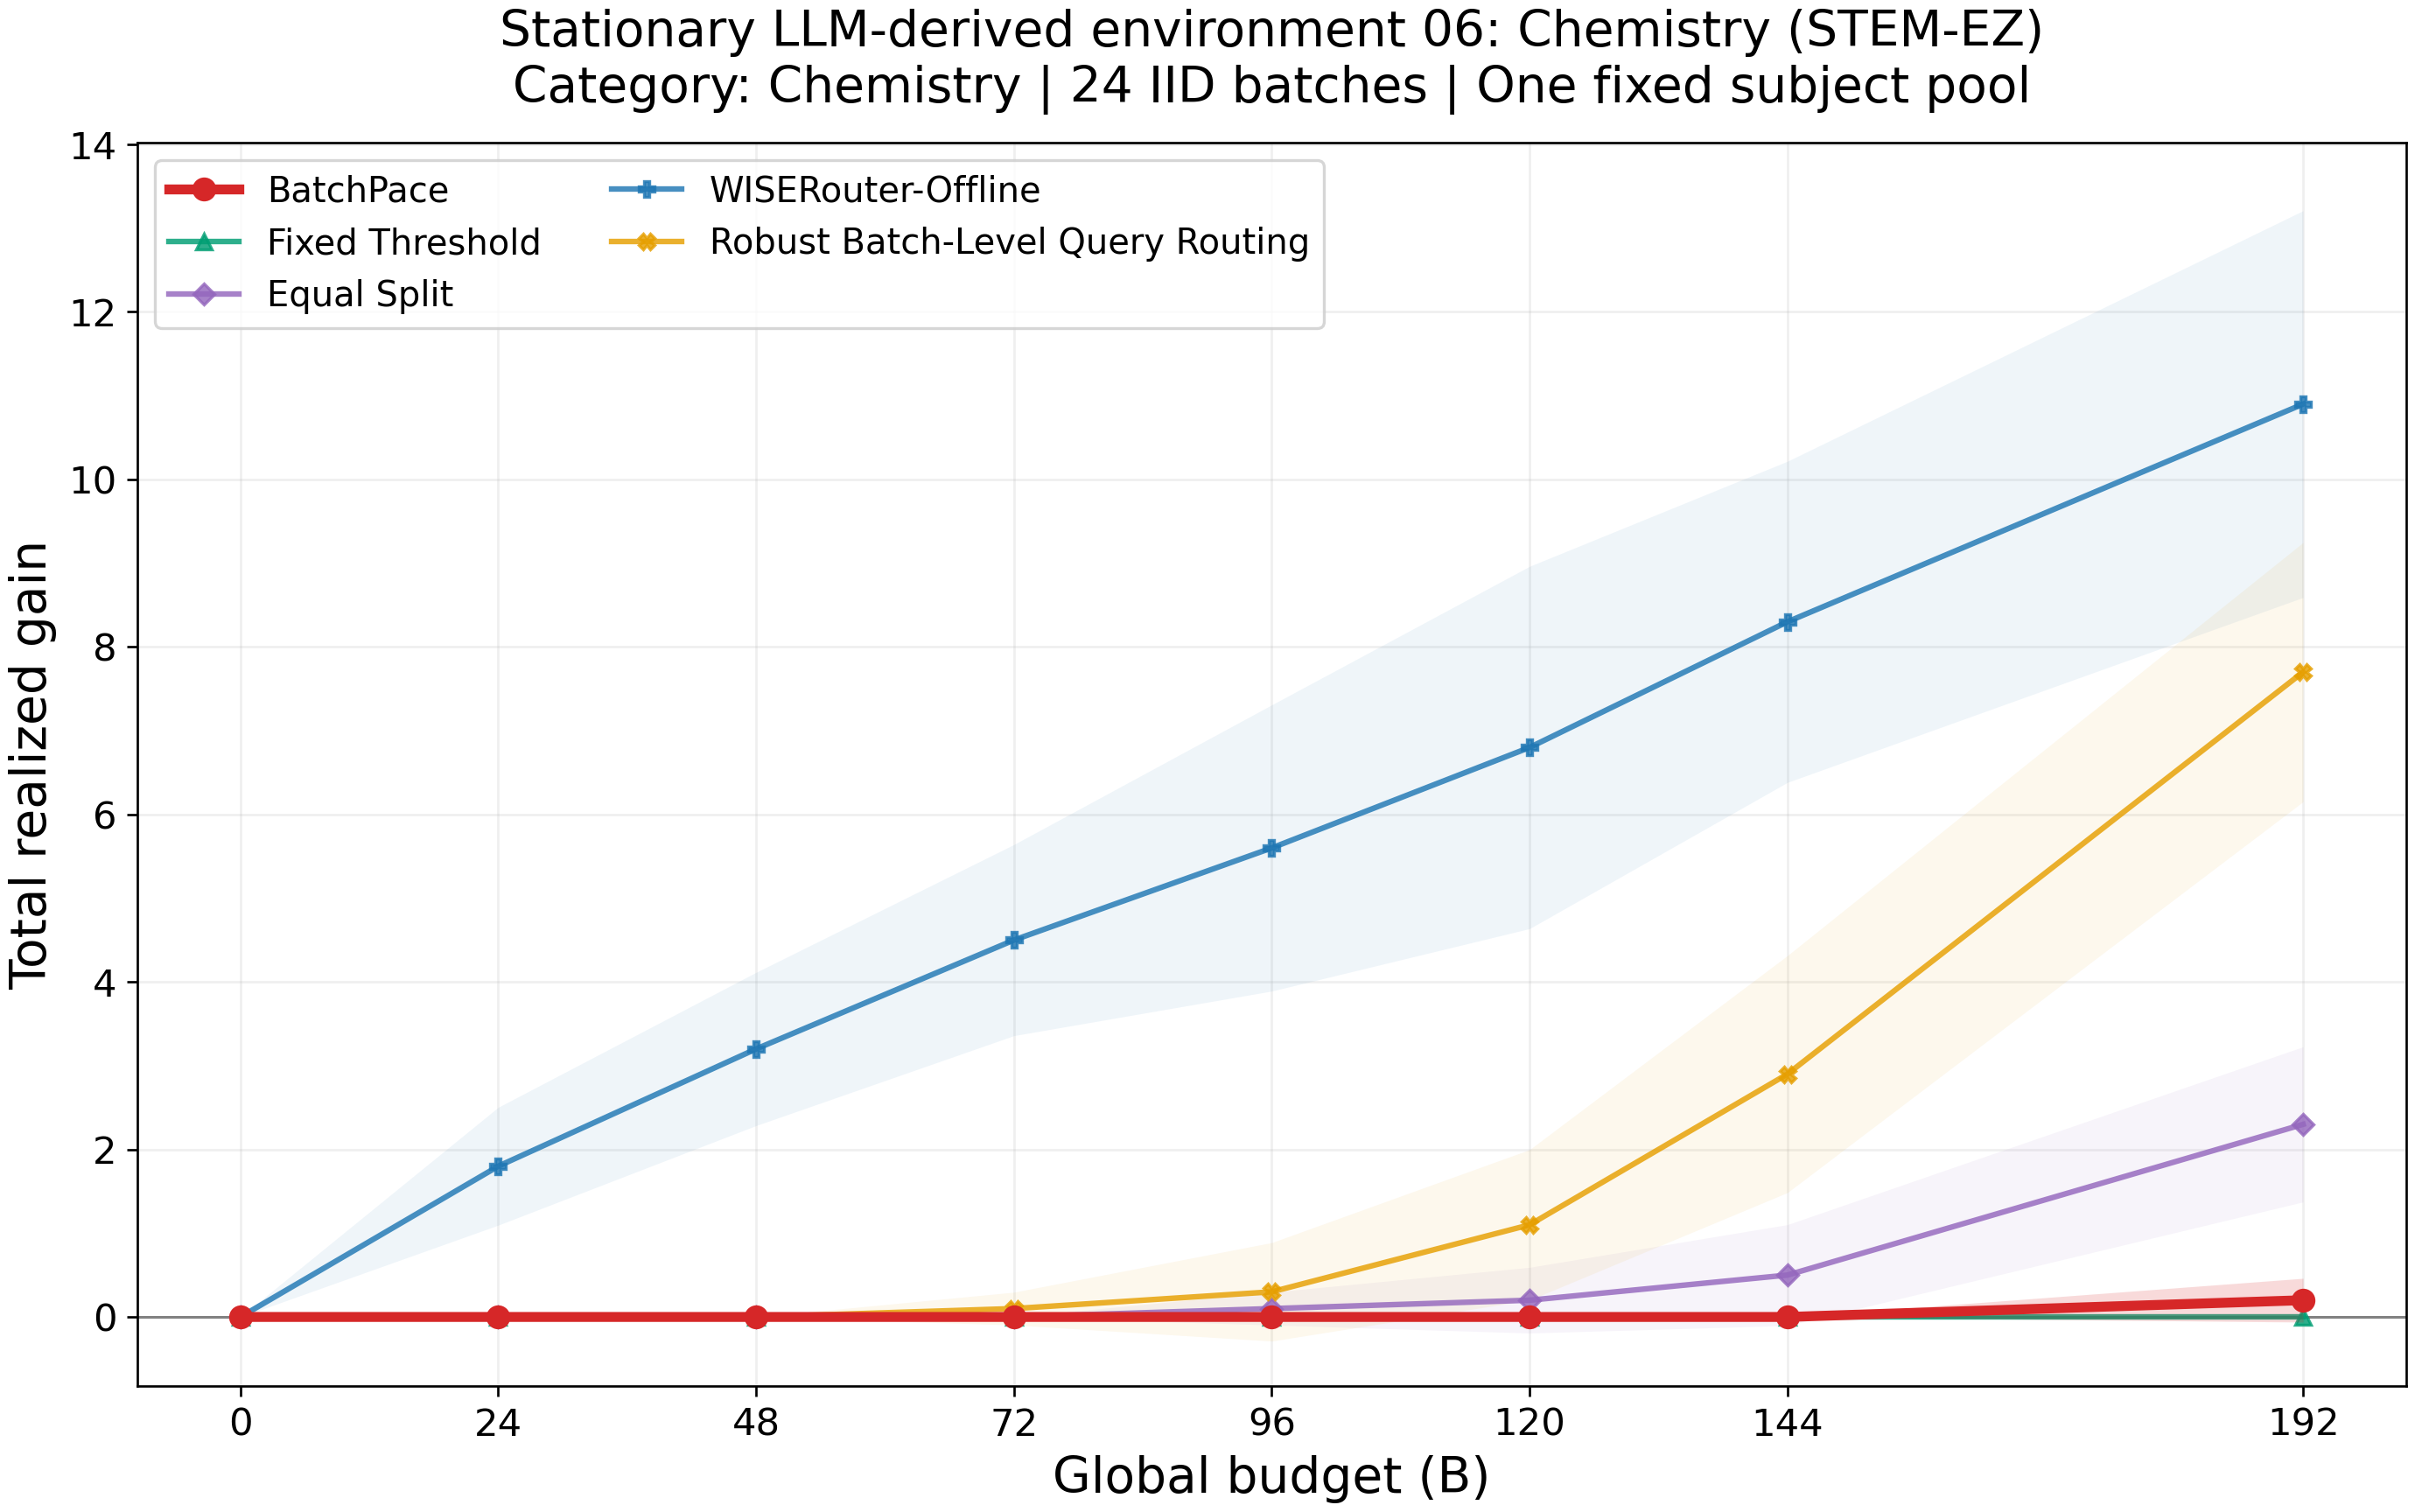 Stationary LLM-derived environment 06: Chemistry (STEM-EZ)
Category: Chemistry | 24 IID batches | One fixed subject pool
BatchPace
Fixed Threshold
Equal Split
WISERouter-Offline
Robust Batch-Level Query Routing
Total realized gain
14
12
10
8
6
4
2
0
0 24 48 72 96 120 144 192
Global budget (B)